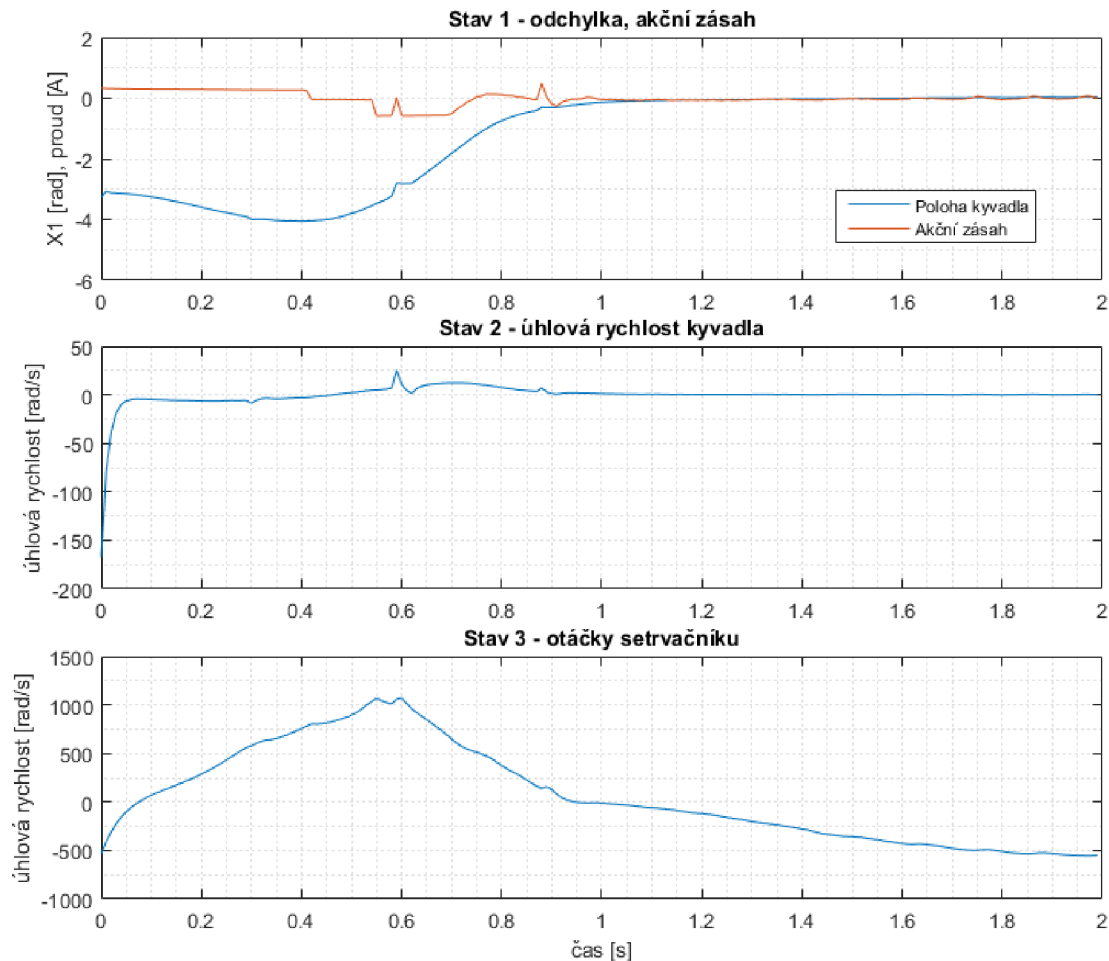 Stav 1 - odchylka, akční zásah
X1 [rad], proud [A]
2
0
-2
-4
-6
Poloha kyvadla
Akční zásah
0 0.2 0.4 0.6 0.8 1 1.2 1.4 1.6 1.8 2
Stav 2 - úhlová rychlost kyvadla
úhlová rychlost [rad/s]
50
0
-50
-100
-150
-200
0 0.2 0.4 0.6 0.8 1 1.2 1.4 1.6 1.8 2
Stav 3 - otáčky setrvačníku
úhlová rychlost [rad/s]
1500
1000
500
0
-500
-1000
0 0.2 0.4 0.6 0.8 1 1.2 1.4 1.6 1.8 2
čas [s]